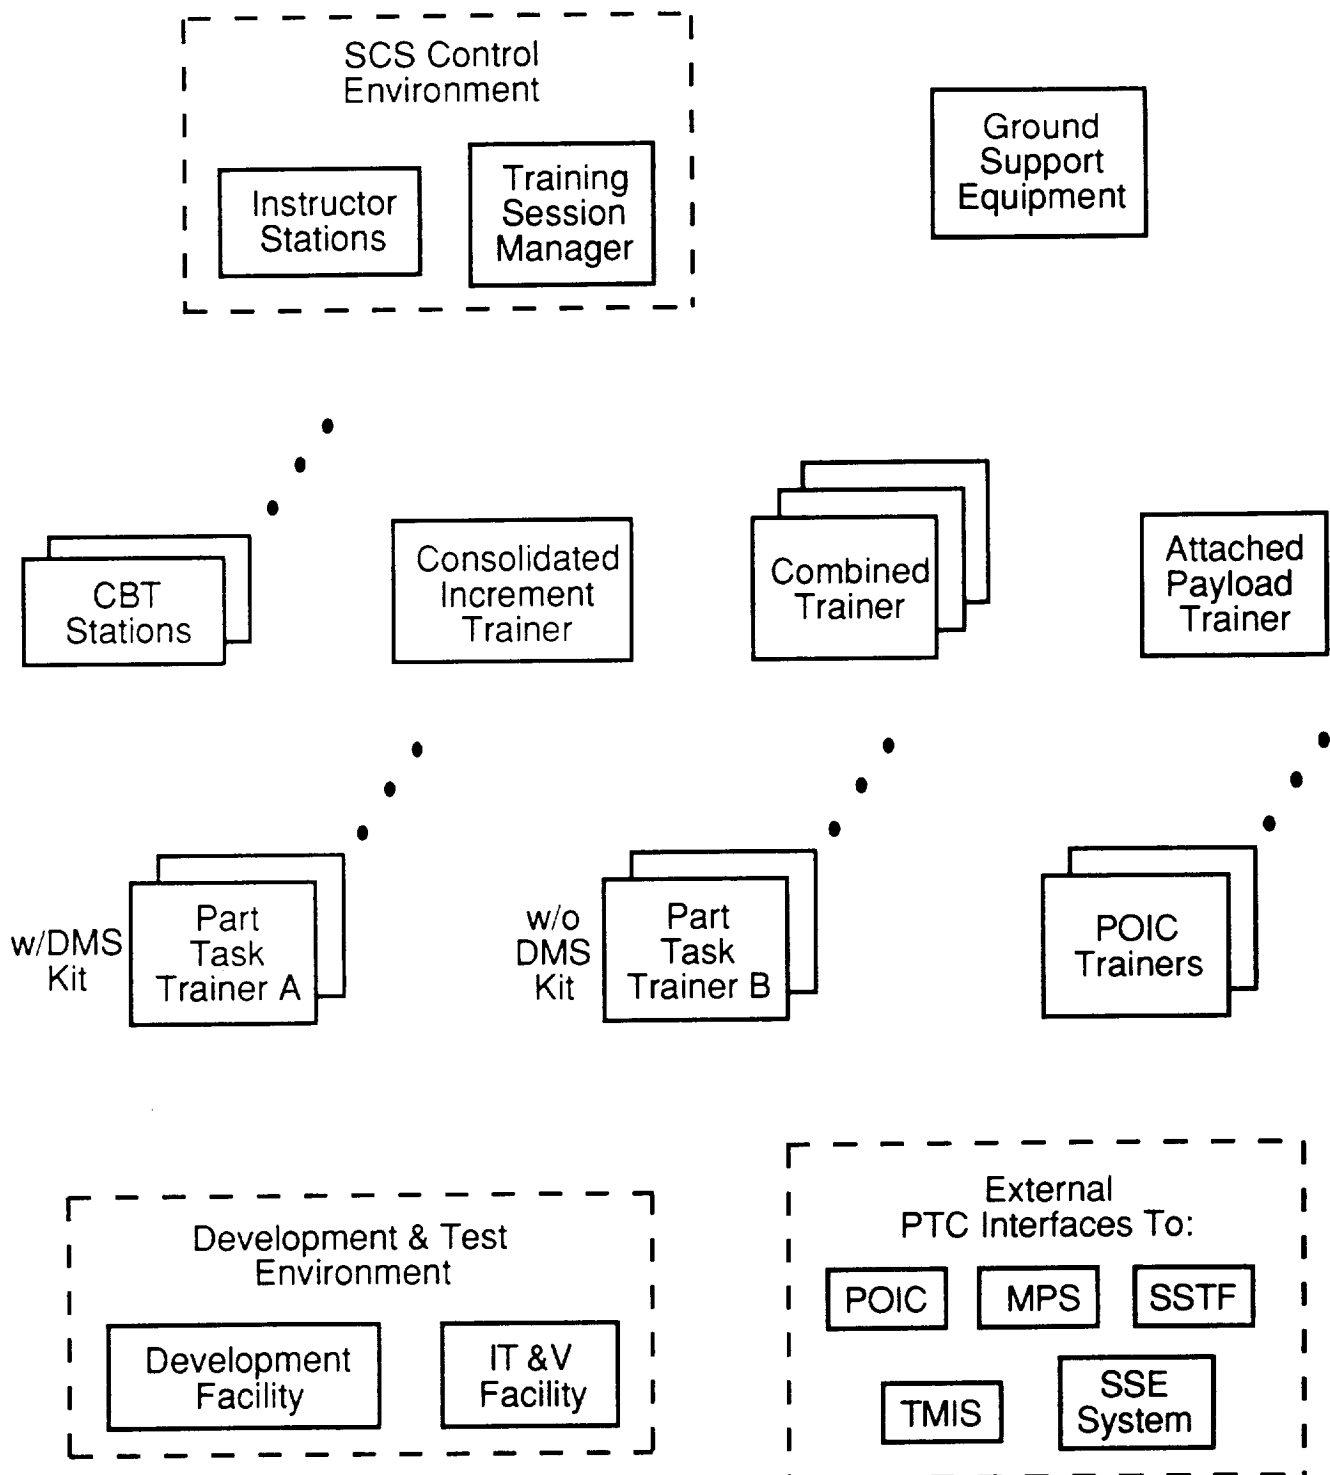 SCS Control
Environment
Instructor
Stations
Training
Session
Manager
Ground
Support
Equipment
CBT
Stations
Consolidated
Increment
Trainer
Combined
Trainer
Attached
Payload
Trainer
w/DMS
Kit
Part
Task
Trainer A
w/o
DMS
Kit
Part
Task
Trainer B
POIC
Trainers
Development & Test
Environment
Development
Facility
IT &V
Facility
External
PTC Interfaces To:
POIC
MPS
SSTF
TMIS
SSE
System